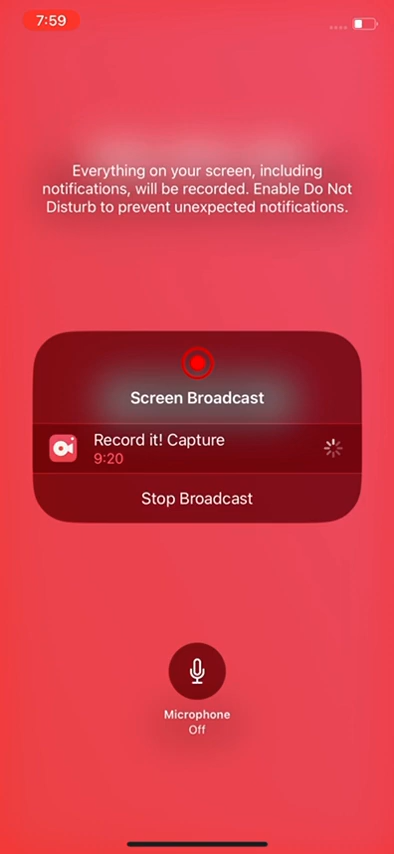 7:59
Everything on your screen, including
notifications, will be recorded. Enable Do Not
Disturb to prevent unexpected notifications.
Screen Broadcast
Record it! Capture
9:20
Stop Broadcast
Microphone
Off